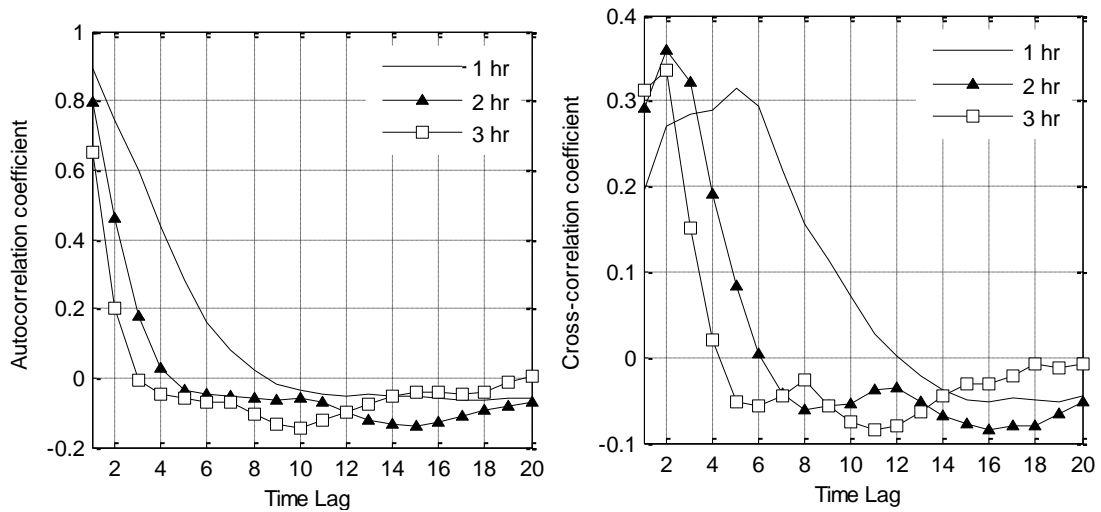 Autocorrelation coefficient
1
0.8
0.6
0.4
0.2
0
-0.2
1 hr
2 hr
3 hr
2 4 6 8 10 12 14 16 18 20
Time Lag
Cross-correlation coefficient
0.4
0.3
0.2
0.1
0
-0.1
1 hr
2 hr
3 hr
2 4 6 8 10 12 14 16 18 20
Time Lag